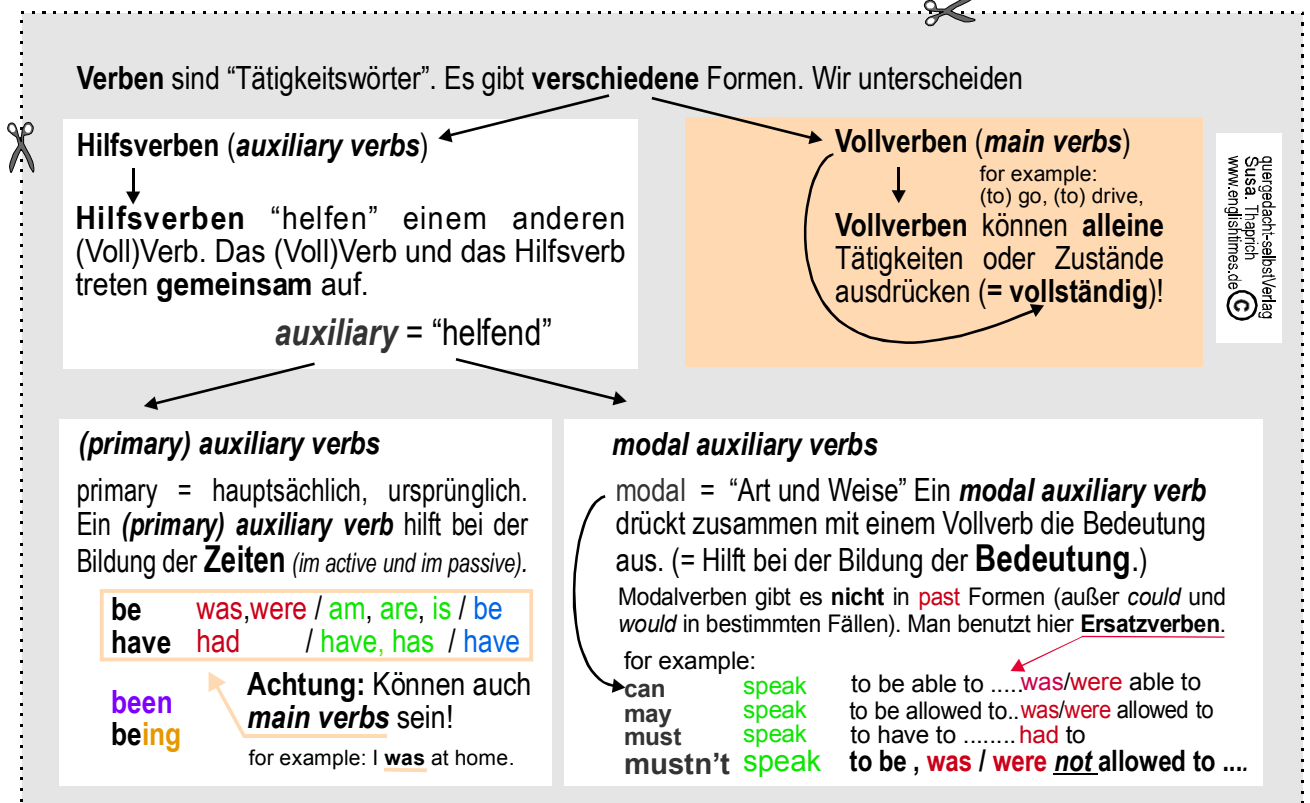 Verben sind “Tätigkeitswörter”. Es gibt verschiedene Formen. Wir unterscheiden
Hilfsverben (auxiliary verbs)
Hilfsverben “helfen” einem anderen
(Voll)Verb. Das (Voll)Verb und das Hilfsverb
treten gemeinsam auf.
auxiliary = “helfend”
Vollverben (main verbs)
for example:
(to) go, (to) drive,
Vollverben können alleine
Tätigkeiten oder Zustände
ausdrücken (= vollständig)!
quergedacht-selbstVerlag
Susa. Thaprich
www.englishtimes.de ©
(primary) auxiliary verbs
primary = hauptsächlich, ursprünglich.
Ein (primary) auxiliary verb hilft bei der
Bildung der Zeiten (im active und im passive).
be was,were / am, are, is / be
have had / have, has / have
been
being
Achtung: Können auch
main verbs sein!
for example: I was at home.
modal auxiliary verbs
modal = “Art und Weise” Ein modal auxiliary verb
drückt zusammen mit einem Vollverb die Bedeutung
aus. (= Hilft bei der Bildung der Bedeutung.)
Modalverben gibt es nicht in past Formen (außer could und
would in bestimmten Fällen). Man benutzt hier Ersatzverben.
for example:
can speak to be able to .....was/were able to
may speak to be allowed to..was/were allowed to
must speak to have to ........had to
mustn't speak to be , was / were not allowed to ....